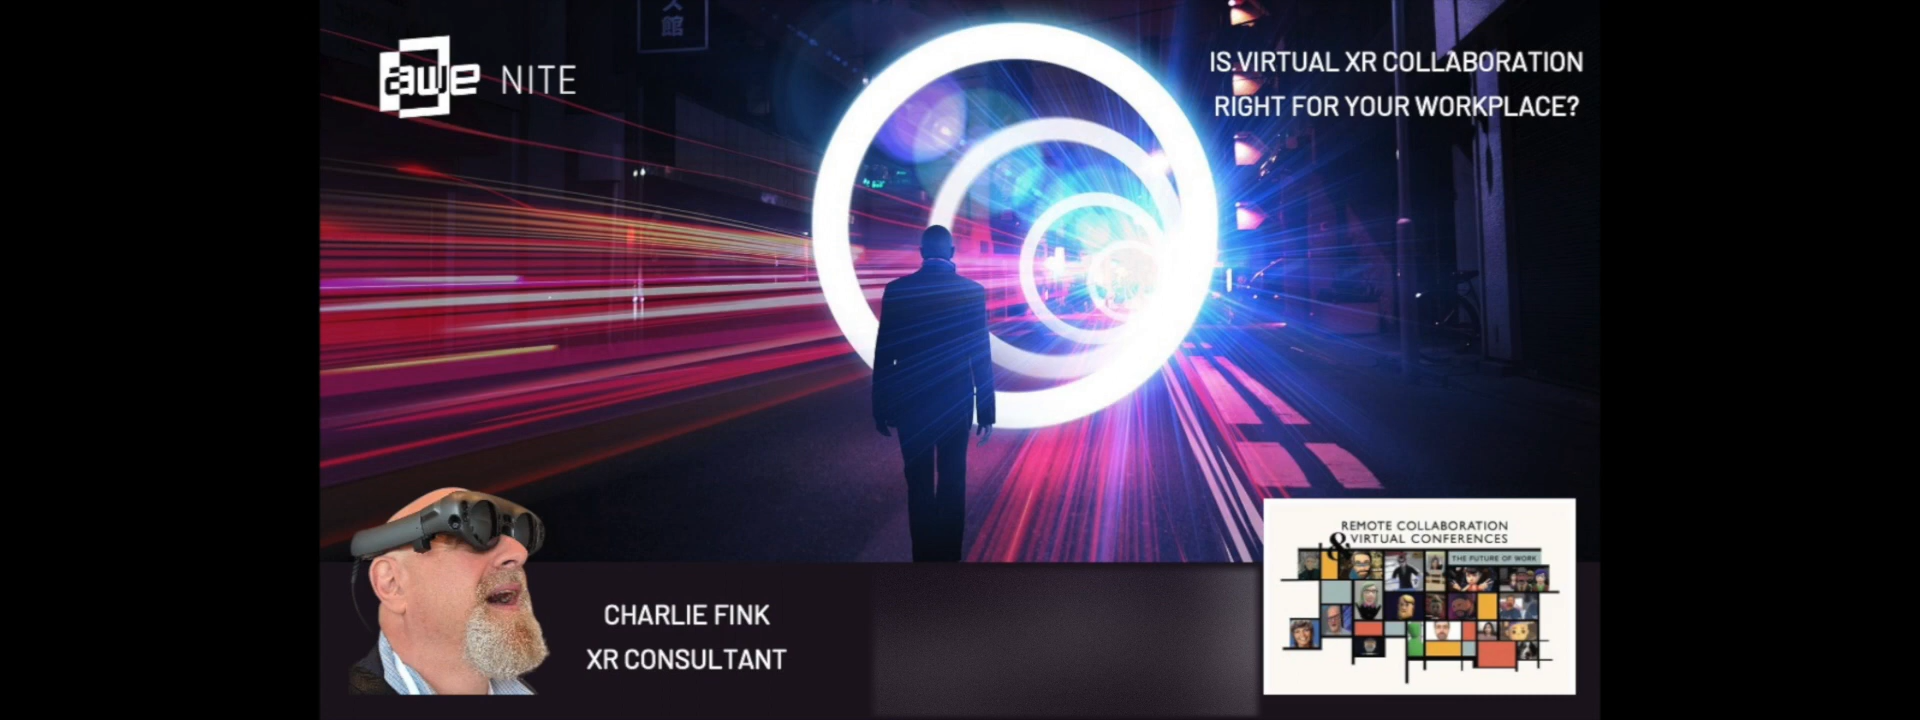 awe NITE
IS VIRTUAL XR COLLABORATION
RIGHT FOR YOUR WORKPLACE?
館
CHARLIE FINK
XR CONSULTANT
REMOTE COLLABORATION
& VIRTUAL CONFERENCES
THE FUTURE OF WORK